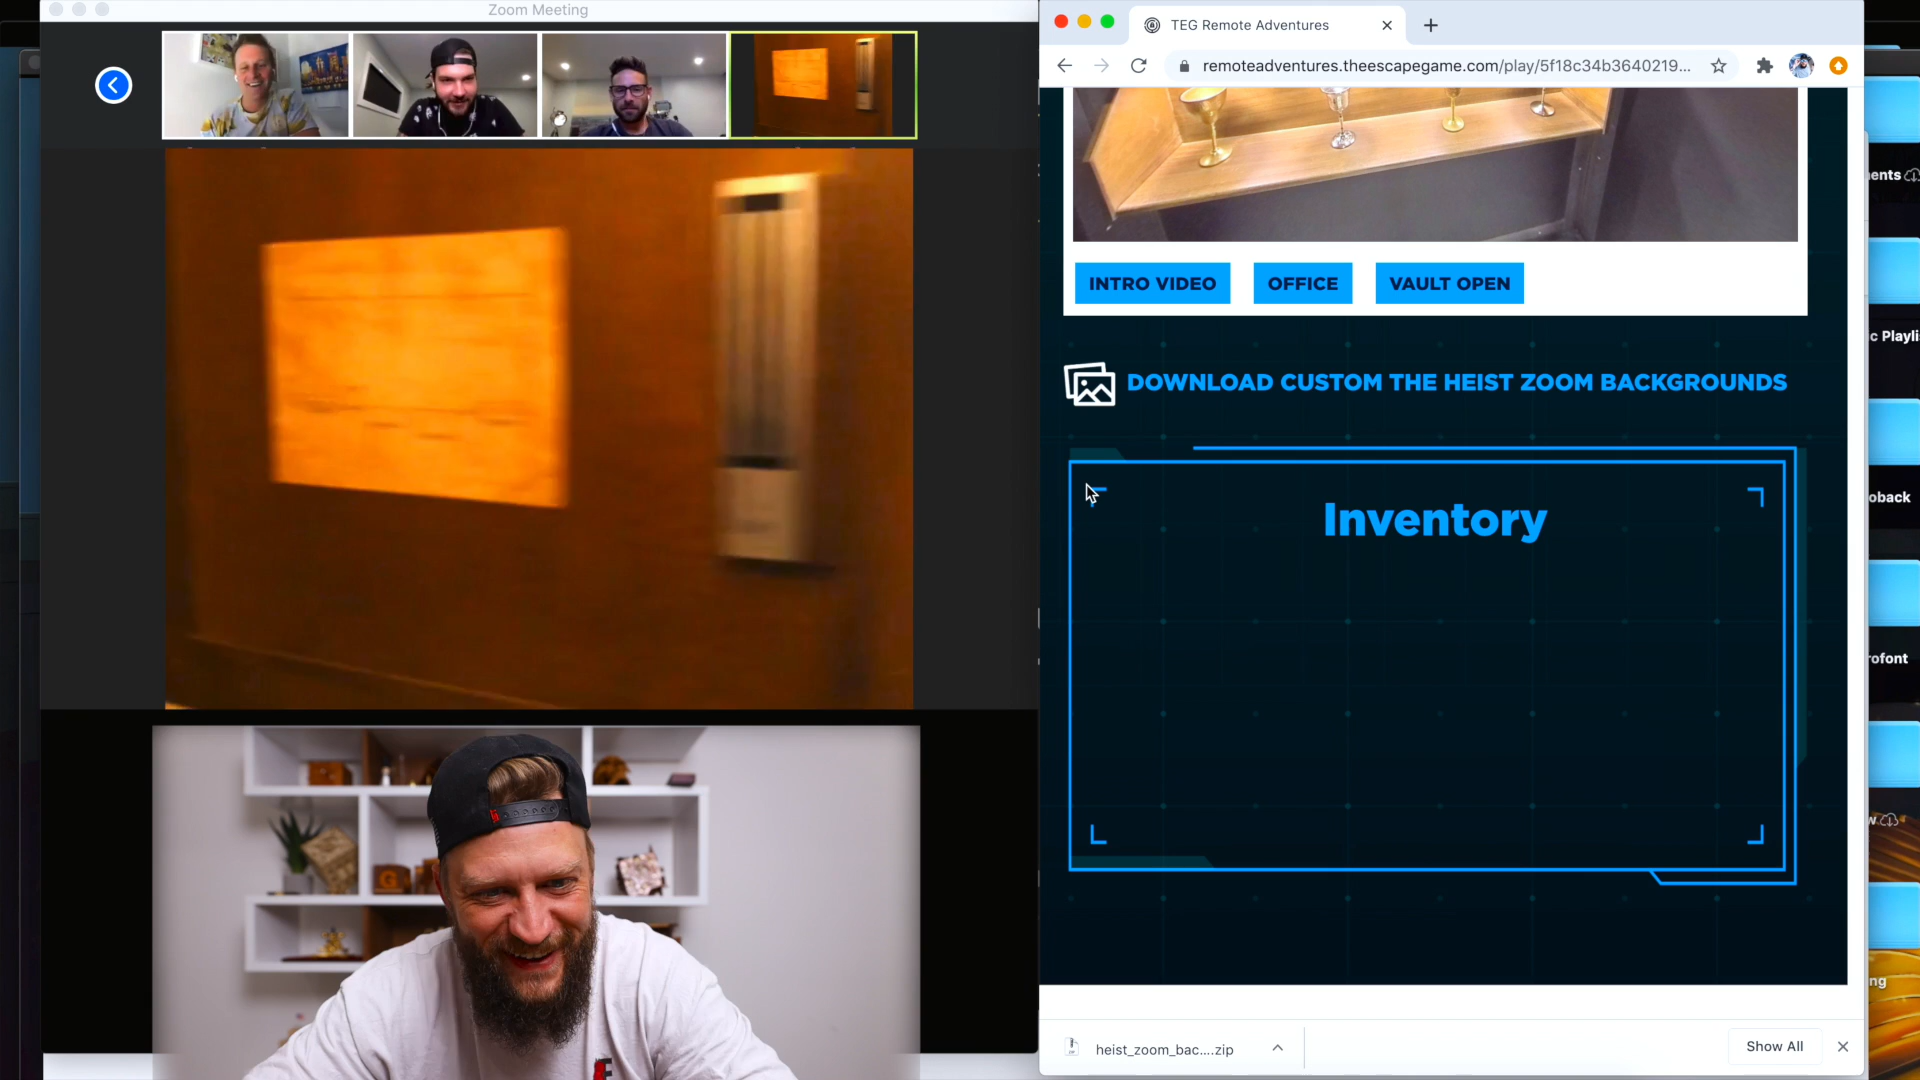 Zoom Meeting
TEG Remote Adventures
remoteadventures.theescapegame.com/play/5f18c34b3640219...
INTRO VIDEO
OFFICE
VAULT OPEN
DOWNLOAD CUSTOM THE HEIST ZOOM BACKGROUNDS
Inventory
heist_zoom_bac....zip
Show All
ents
c Playli
oback
rofont
w
ng
G